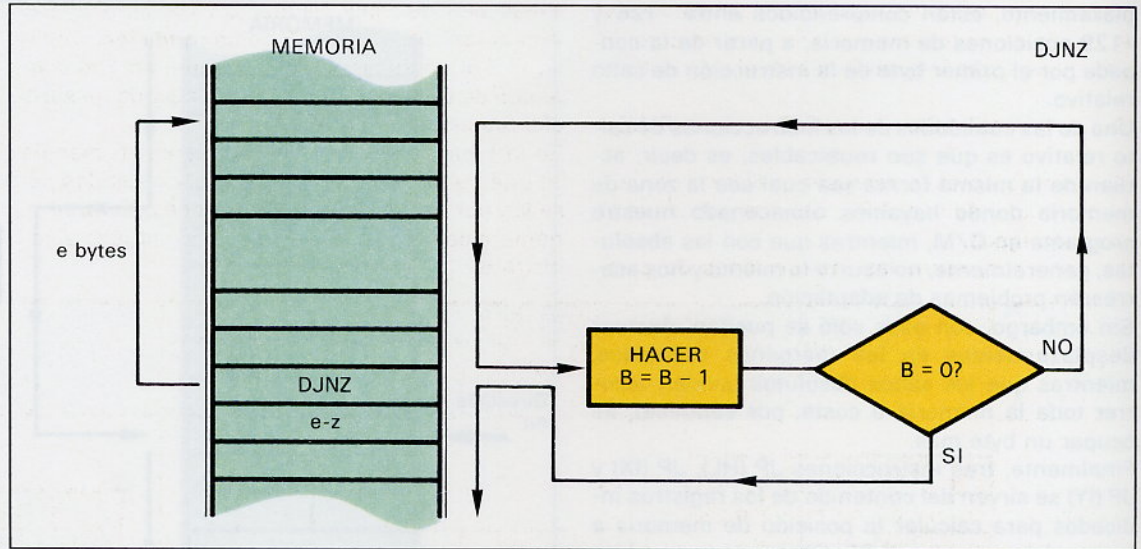 MEMORIA
DJNZ
e bytes
HACER
B = B – 1
B = 0?
NO
DJNZ
e-z
SI